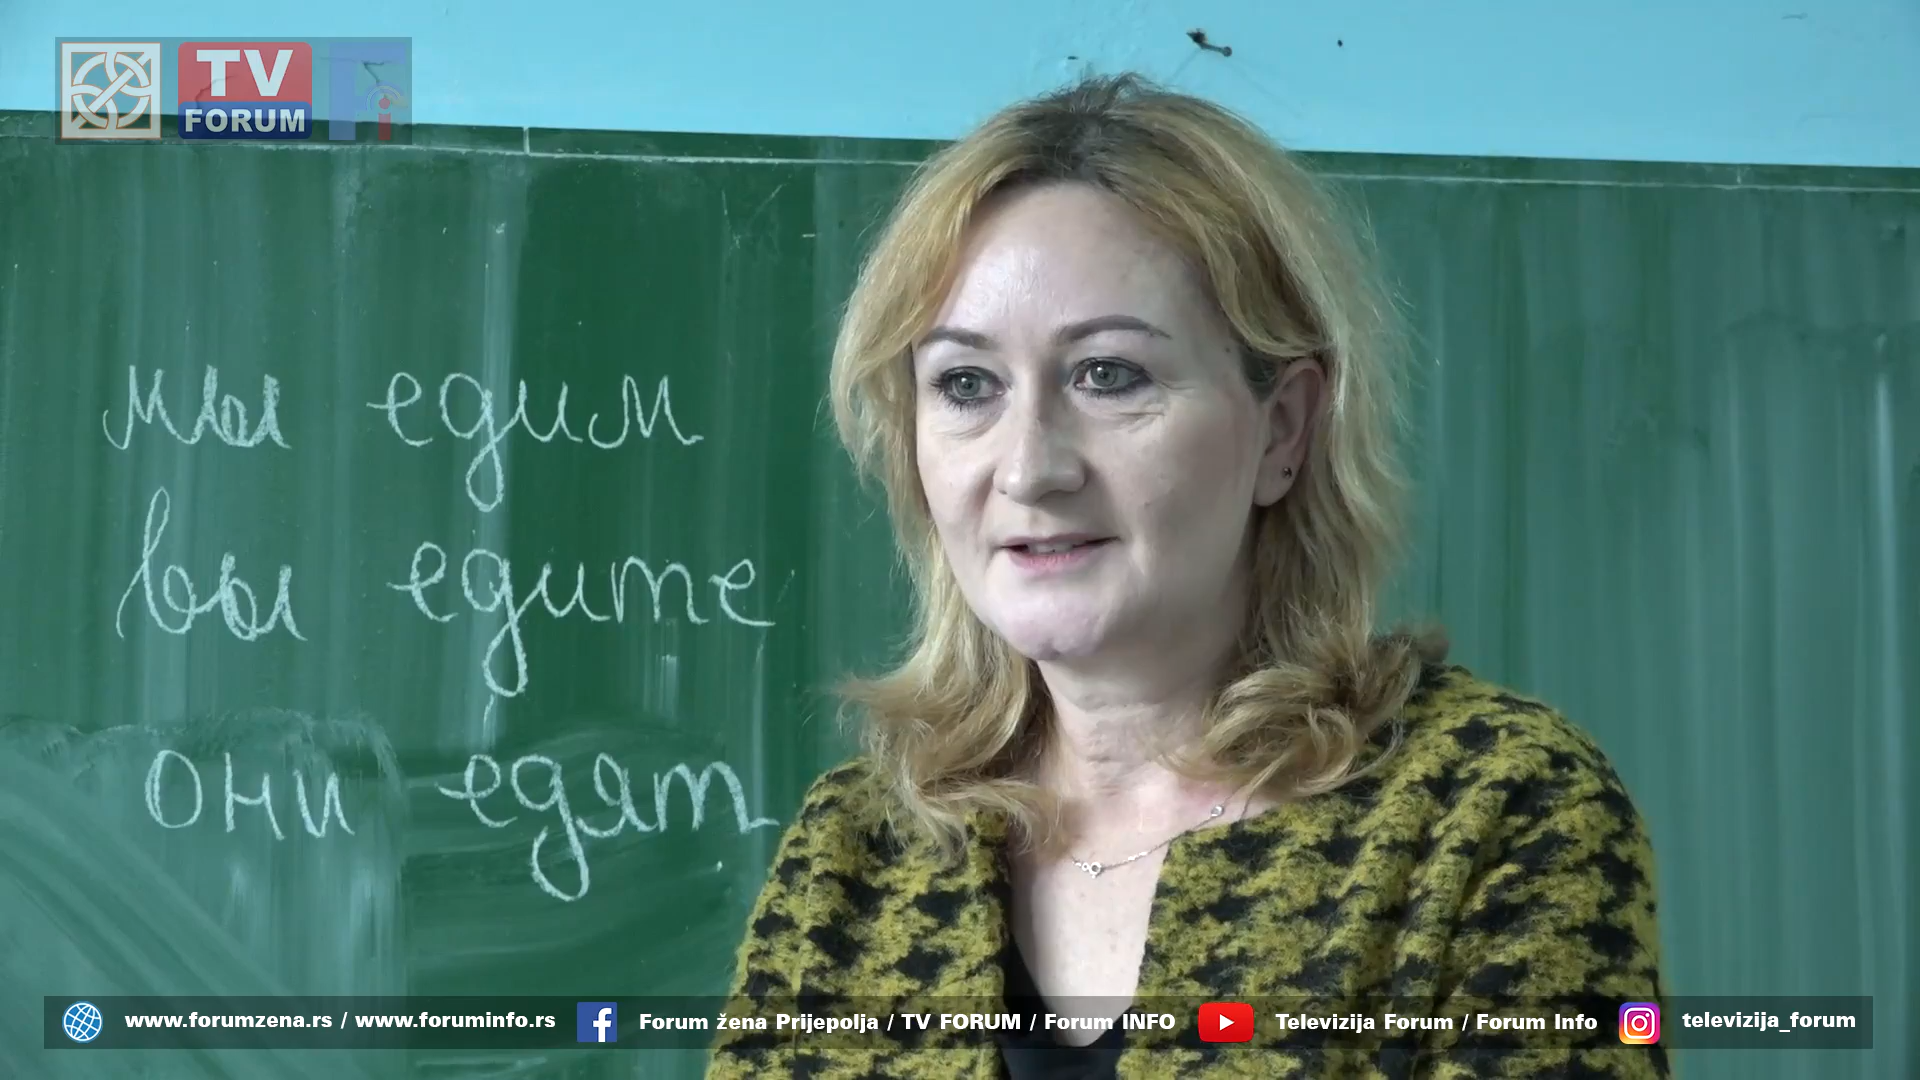 TV
FORUM
Fi
мы едим
вы едите
они едят
www.forumzena.rs / www.foruminfo.rs
Forum žena Prijepolja / TV FORUM / Forum INFO
Televizija Forum / Forum Info
televizija_forum